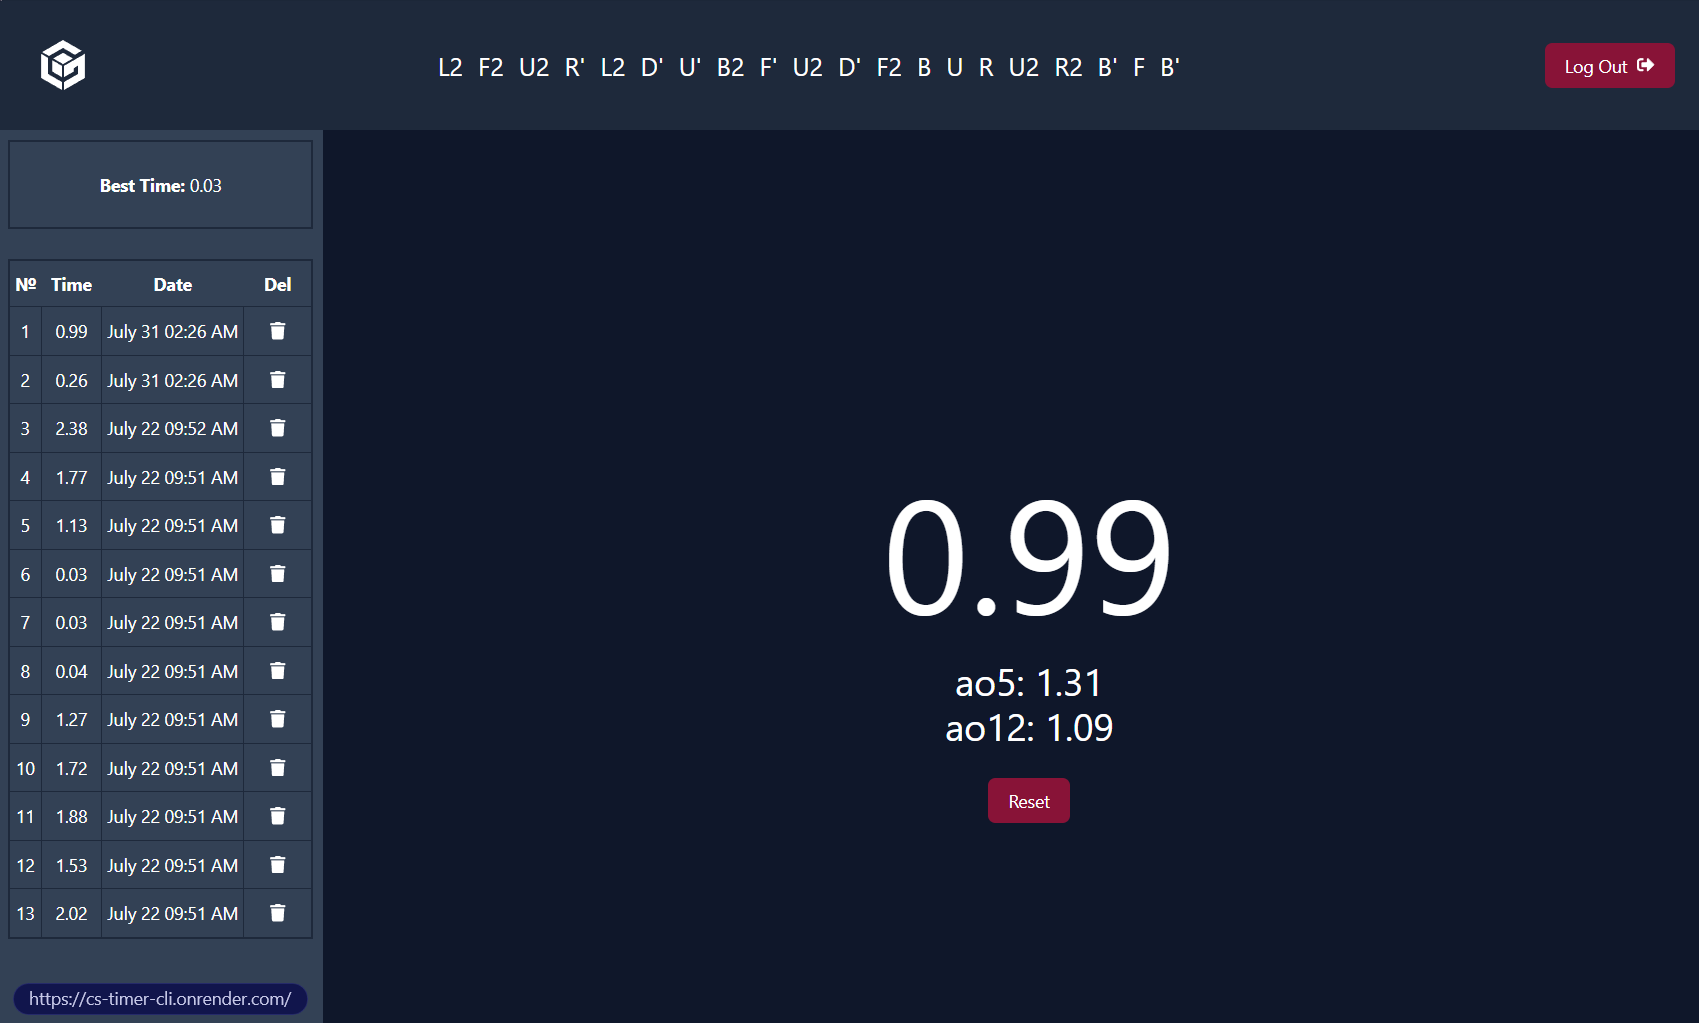 L2 F2 U2 R' L2 D' U' B2 F' U2 D' F2 B U R U2 R2 B' F B'
Log Out
Best Time: 0.03
Nº Time Date Del
1 0.99 July 31 02:26 AM
2 0.26 July 31 02:26 AM
3 2.38 July 22 09:52 AM
4 1.77 July 22 09:51 AM
5 1.13 July 22 09:51 AM
6 0.03 July 22 09:51 AM
7 0.03 July 22 09:51 AM
8 0.04 July 22 09:51 AM
9 1.27 July 22 09:51 AM
10 1.72 July 22 09:51 AM
11 1.88 July 22 09:51 AM
12 1.53 July 22 09:51 AM
13 2.02 July 22 09:51 AM
https://cs-timer-cli.onrender.com/
0.99
ao5: 1.31
ao12: 1.09
Reset